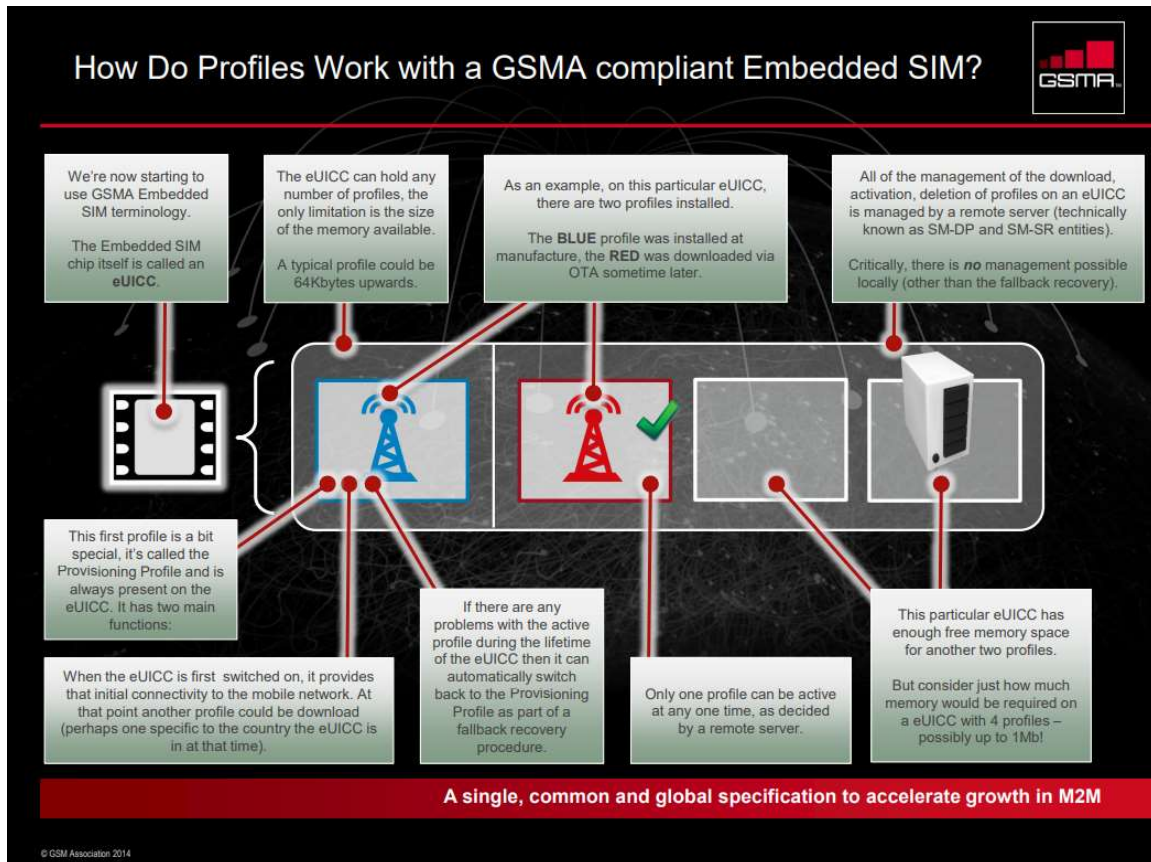 How Do Profiles Work with a GSMA compliant Embedded SIM?
GSMA™
We're now starting to
use GSMA Embedded
SIM terminology.
The Embedded SIM
chip itself is called an
eUICC.
The eUICC can hold any
number of profiles, the
only limitation is the size
of the memory available.
A typical profile could be
64Kbytes upwards.
As an example, on this particular eUICC,
there are two profiles installed.
The BLUE profile was installed at
manufacture, the RED was downloaded via
OTA sometime later.
All of the management of the download,
activation, deletion of profiles on an eUICC
is managed by a remote server (technically
known as SM-DP and SM-SR entities).
Critically, there is no management possible
locally (other than the fallback recovery).
This first profile is a bit
special, it's called the
Provisioning Profile and is
always present on the
eUICC. It has two main
functions:
When the eUICC is first switched on, it provides
that initial connectivity to the mobile network. At
that point another profile could be download
(perhaps one specific to the country the eUICC is
in at that time).
If there are any
problems with the active
profile during the lifetime
of the eUICC then it can
automatically switch
back to the Provisioning
Profile as part of a
fallback recovery
procedure.
Only one profile can be active
at any one time, as decided
by a remote server.
This particular eUICC has
enough free memory space
for another two profiles.
But consider just how much
memory would be required on
a eUICC with 4 profiles –
possibly up to 1Mb!
A single, common and global specification to accelerate growth in M2M
© GSM Association 2014